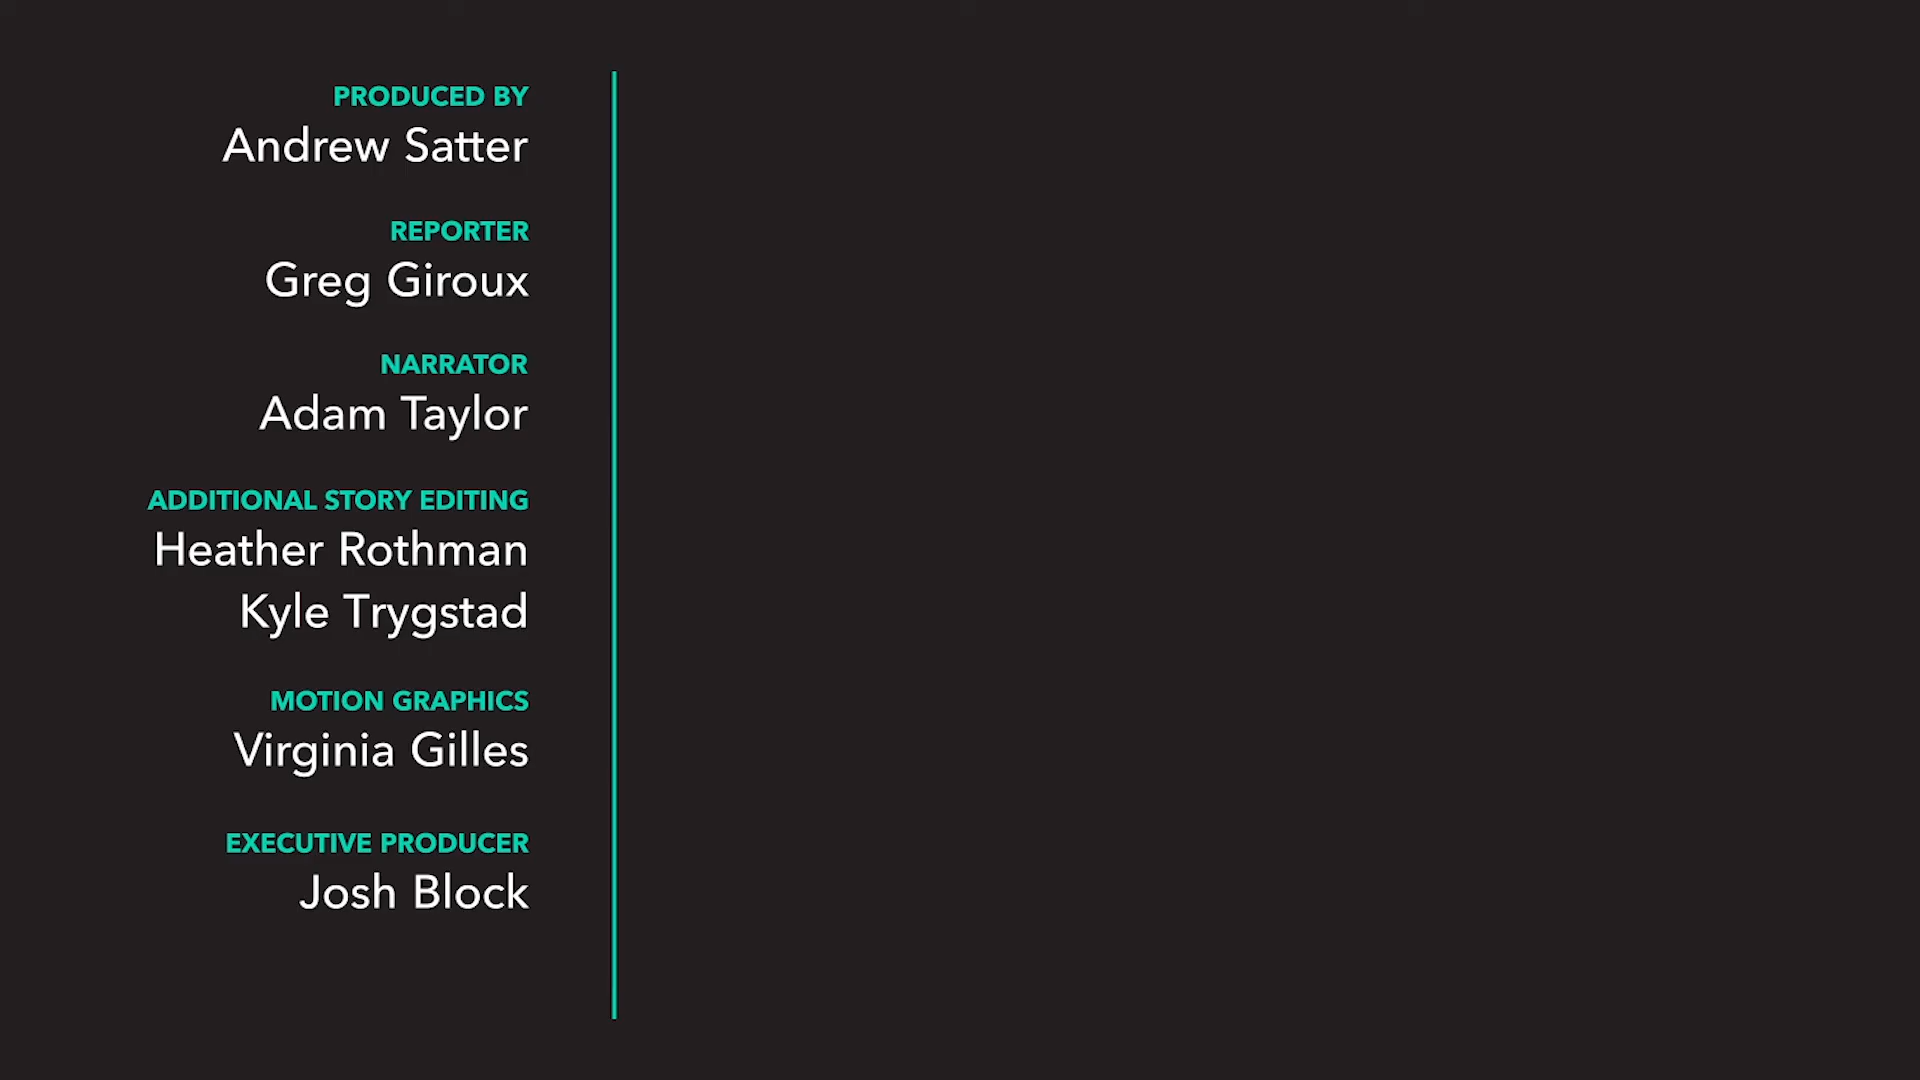 PRODUCED BY
Andrew Satter
REPORTER
Greg Giroux
NARRATOR
Adam Taylor
ADDITIONAL STORY EDITING
Heather Rothman
Kyle Trygstad
MOTION GRAPHICS
Virginia Gilles
EXECUTIVE PRODUCER
Josh Block